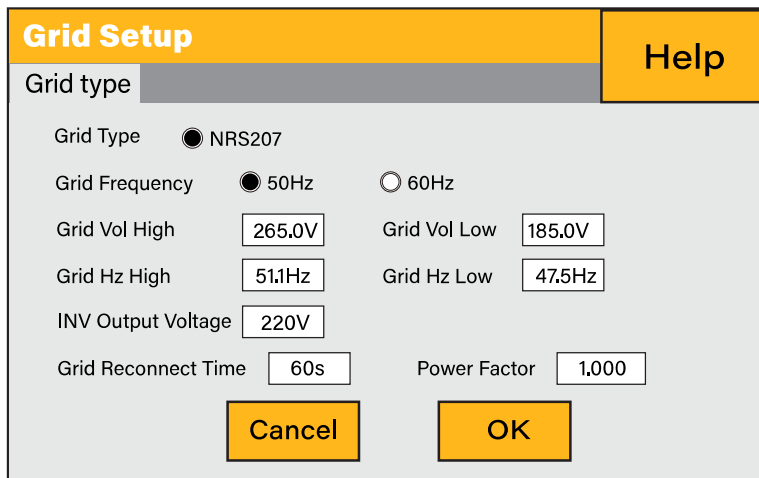 Grid Setup
Help
Grid type
Grid Type NRS207
Grid Frequency 50Hz 60Hz
Grid Vol High 265.0V Grid Vol Low 185.0V
Grid Hz High 51.1Hz Grid Hz Low 47.5Hz
INV Output Voltage 220V
Grid Reconnect Time 60s Power Factor 1.000
Cancel OK